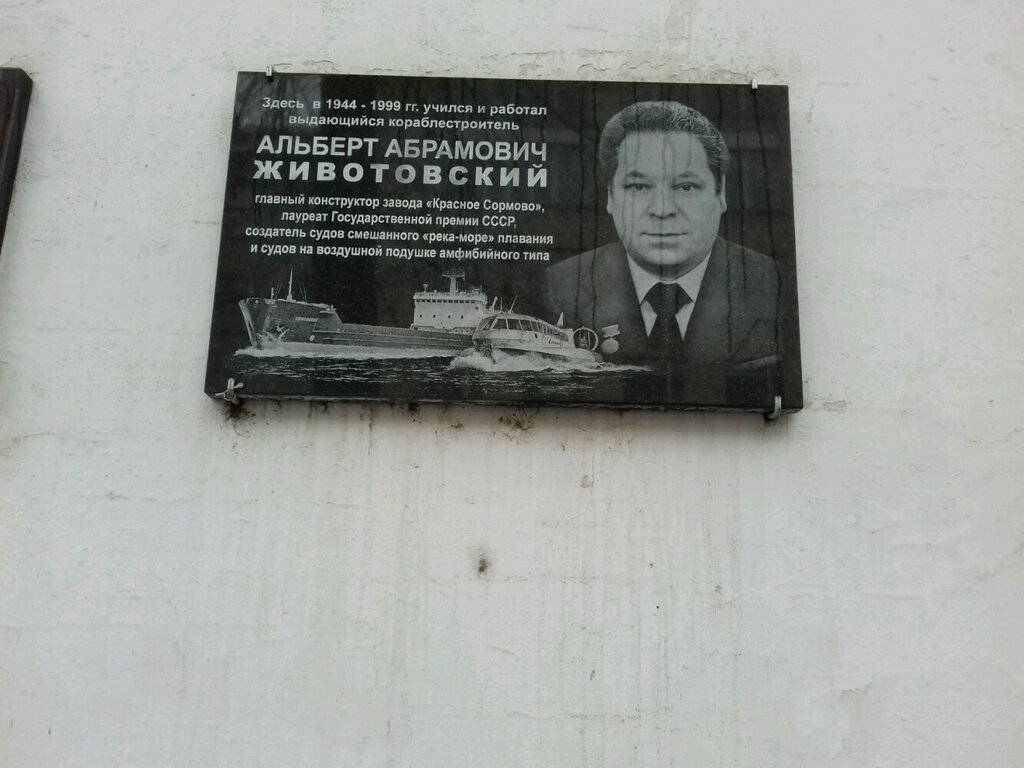 Здесь в 1944 - 1999 гг. учился и работал
выдающийся кораблестроитель
АЛЬБЕРТ АБРАМОВИЧ
ЖИВОТОВСКИЙ
главный конструктор завода «Красное Сормово»,
лауреат Государственной премии СССР,
создатель судов смешанного «река-море» плавания
и судов на воздушной подушке амфибийного типа